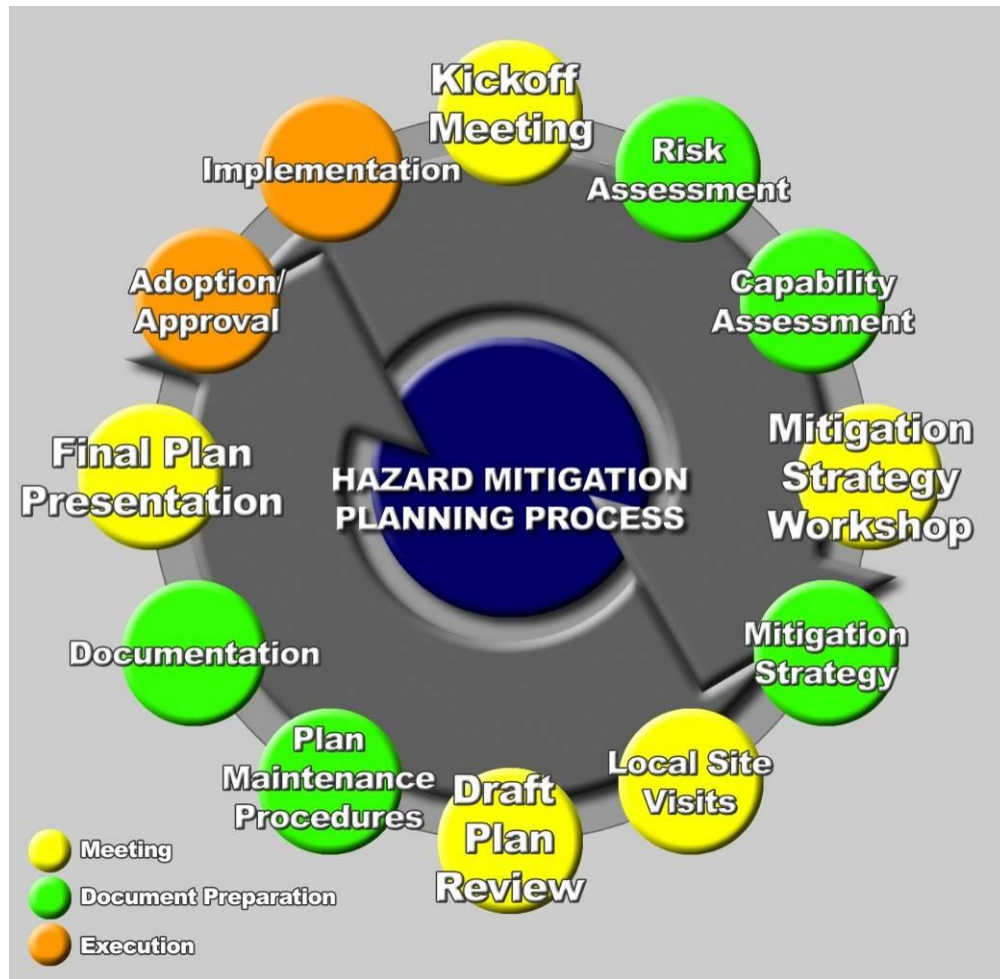 Kickoff
Meeting
Risk
Assessment
Capability
Assessment
Mitigation
Strategy
Workshop
Mitigation
Strategy
Local Site
Visits
Draft
Plan
Review
Plan
Maintenance
Procedures
Documentation
Final Plan
Presentation
Adoption/
Approval
Implementation
HAZARD MITIGATION
PLANNING PROCESS
Meeting
Document Preparation
Execution